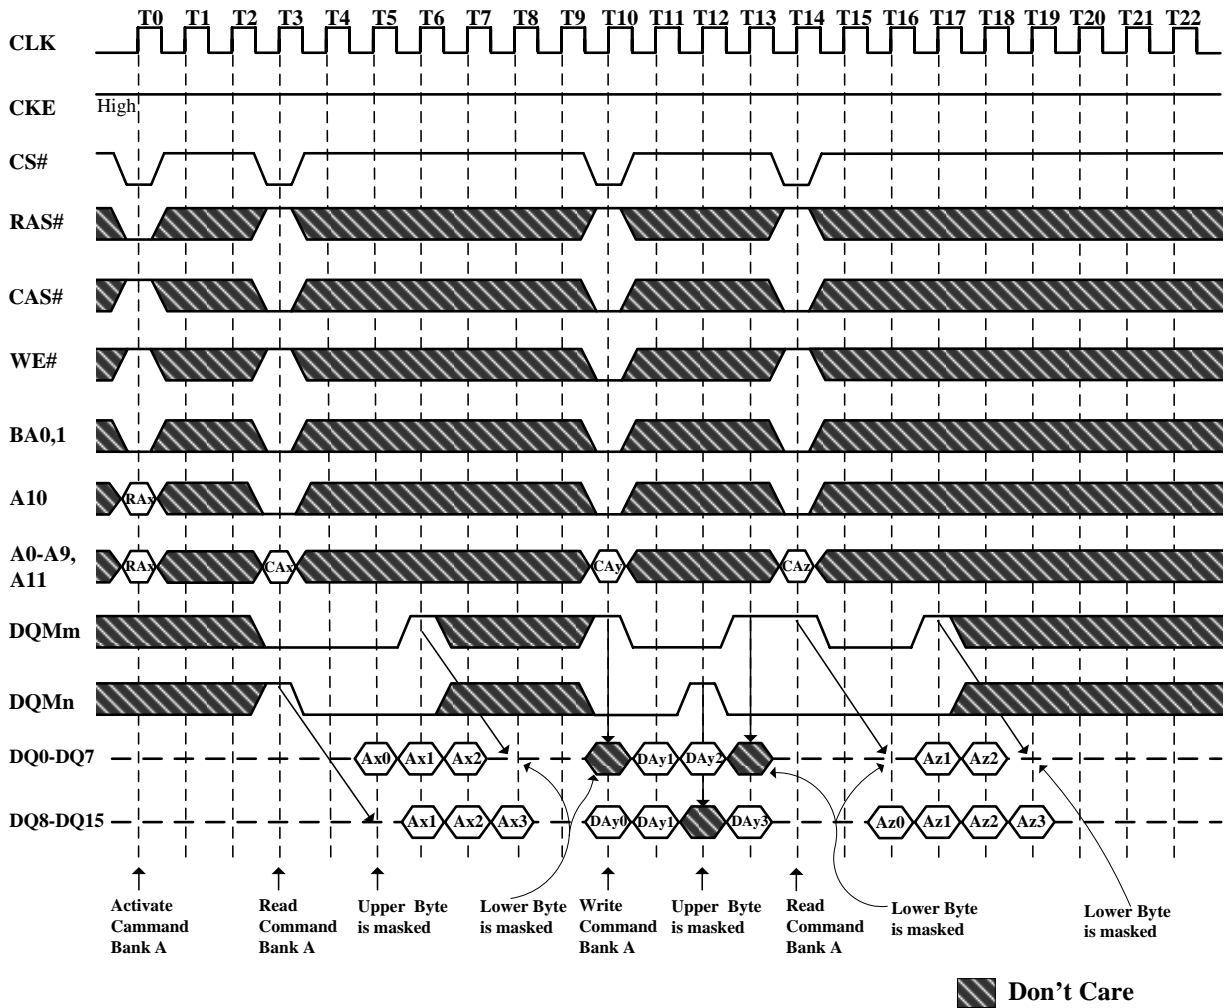 T0 T1 T2 T3 T4 T5 T6 T7 T8 T9 T10 T11 T12 T13 T14 T15 T16 T17 T18 T19 T20 T21 T22
CLK
CKE High
CS#
RAS#
CAS#
WE#
BA0,1
A10 RAx
A0-A9,
A11 RAx CAx CAy CAz
DQMm
DQMn
DQ0-DQ7 Ax0 Ax1 Ax2 DAy1 DAy2 Az1 Az2
DQ8-DQ15 Ax1 Ax2 Ax3 DAy0 DAy1 DAy3 Az0 Az1 Az2 Az3
Activate
Cammand
Bank A
Read
Command
Bank A
Upper Byte
is masked
Lower Byte
is masked
Write
Command
Bank A
Upper Byte
is masked
Read
Command
Bank A
Lower Byte
is masked
Lower Byte
is masked
Don't Care